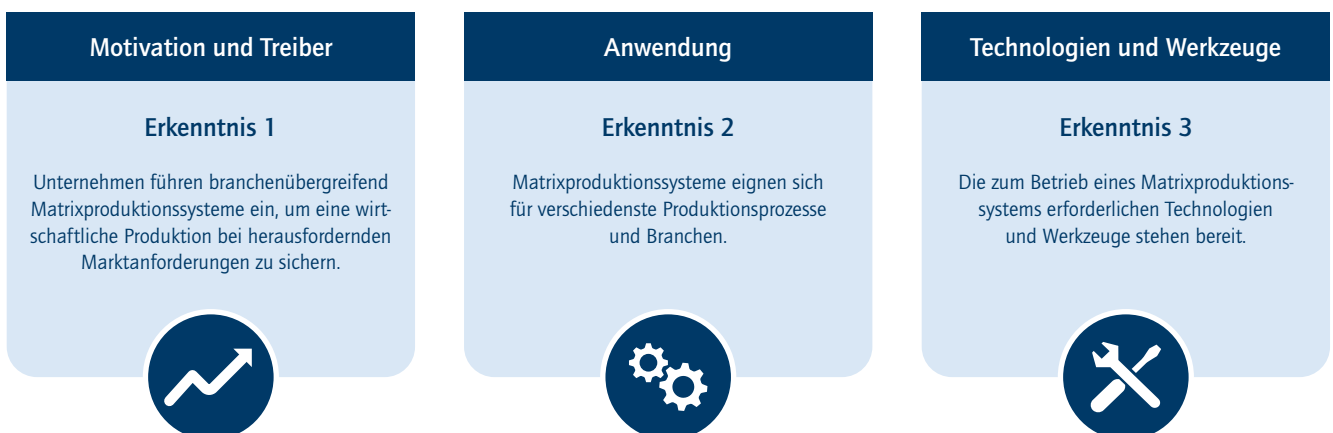 Motivation und Treiber
Erkenntnis 1
Unternehmen führen branchenübergreifend
Matrixproduktionssysteme ein, um eine wirt-
schaftliche Produktion bei herausfordernden
Marktanforderungen zu sichern.
Anwendung
Erkenntnis 2
Matrixproduktionssysteme eignen sich
für verschiedenste Produktionsprozesse
und Branchen.
Technologien und Werkzeuge
Erkenntnis 3
Die zum Betrieb eines Matrixproduktions-
systems erforderlichen Technologien
und Werkzeuge stehen bereit.